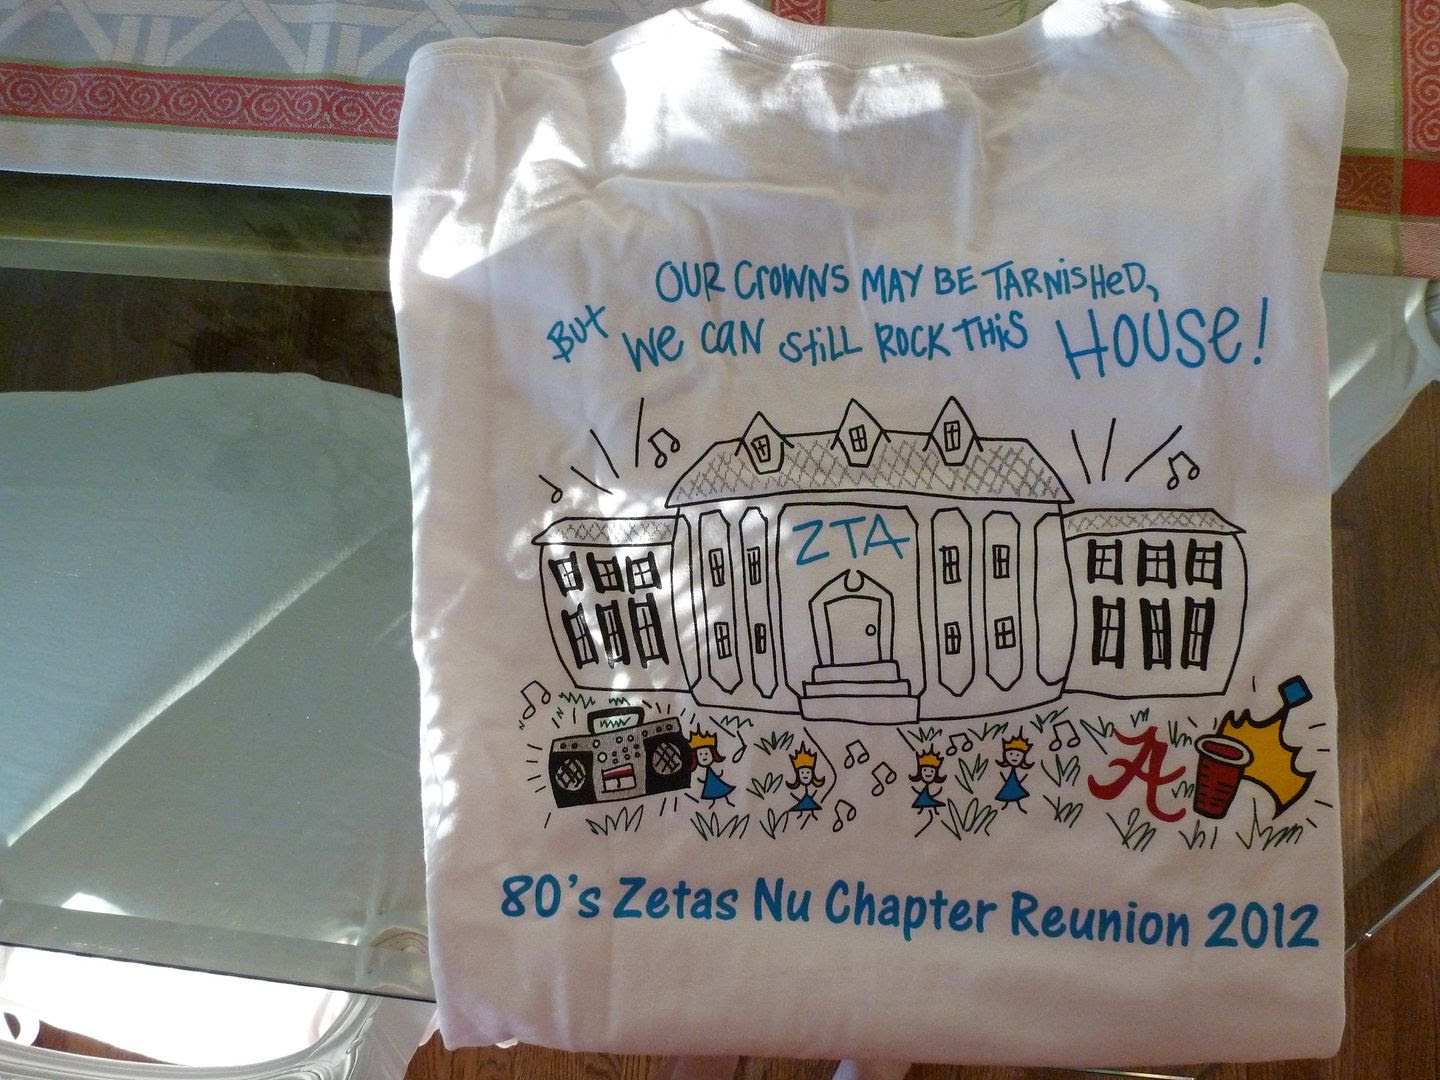 OUR CROWNS MAY BE TARNISHED,
BUT WE CAN STILL ROCK THIS HOUSE!
ZTA
A
80's Zetas Nu Chapter Reunion 2012